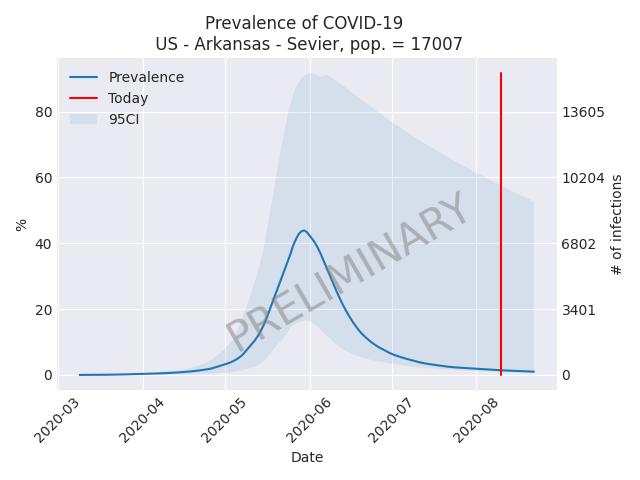 Prevalence of COVID-19
US - Arkansas - Sevier, pop. = 17007
Prevalence
Today
95CI
80
60
40
20
0
%
13605
10204
6802
3401
0
# of infections
PRELIMINARY
2020-03
2020-04
2020-05
2020-06
2020-07
2020-08
Date